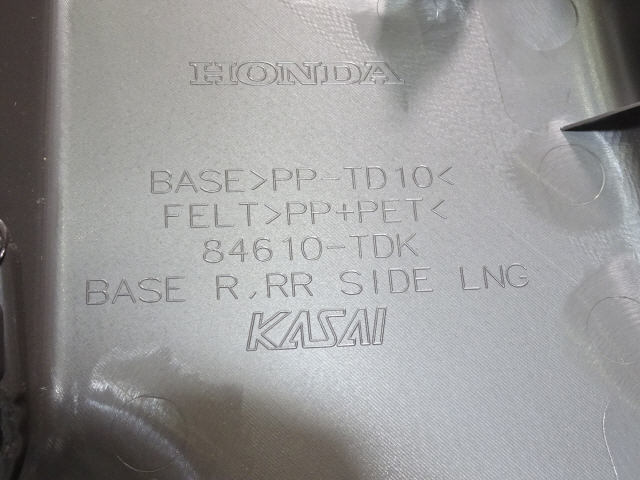 HONDA
BASE>PP-TD10<
FELT>PP+PET<
84610-TDK
BASE R,RR SIDE LNG
KASAI